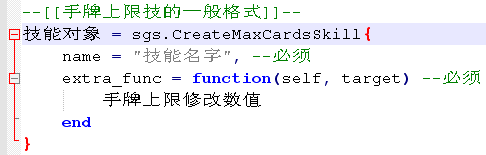 --[[手牌上限技的一般格式]]--
技能对象 = sgs.CreateMaxCardsSkill{
    name = "技能名字", --必须
    extra_func = function(self, target) --必须
        手牌上限修改数值
    end
}